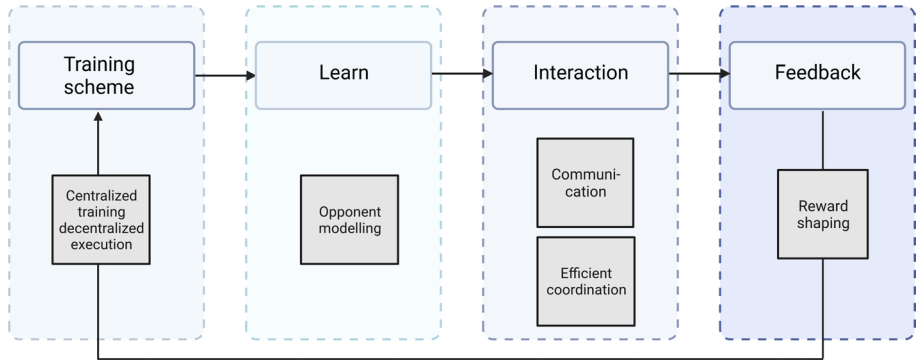 Training
scheme
Learn
Interaction
Feedback
Centralized
training
decentralized
execution
Opponent
modelling
Communi-
cation
Efficient
coordination
Reward
shaping